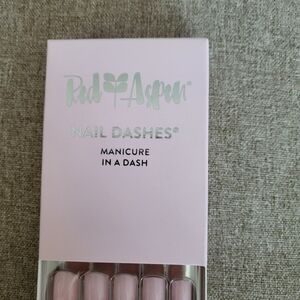 Red Aspen®
NAIL DASHES®
MANICURE
IN A DASH